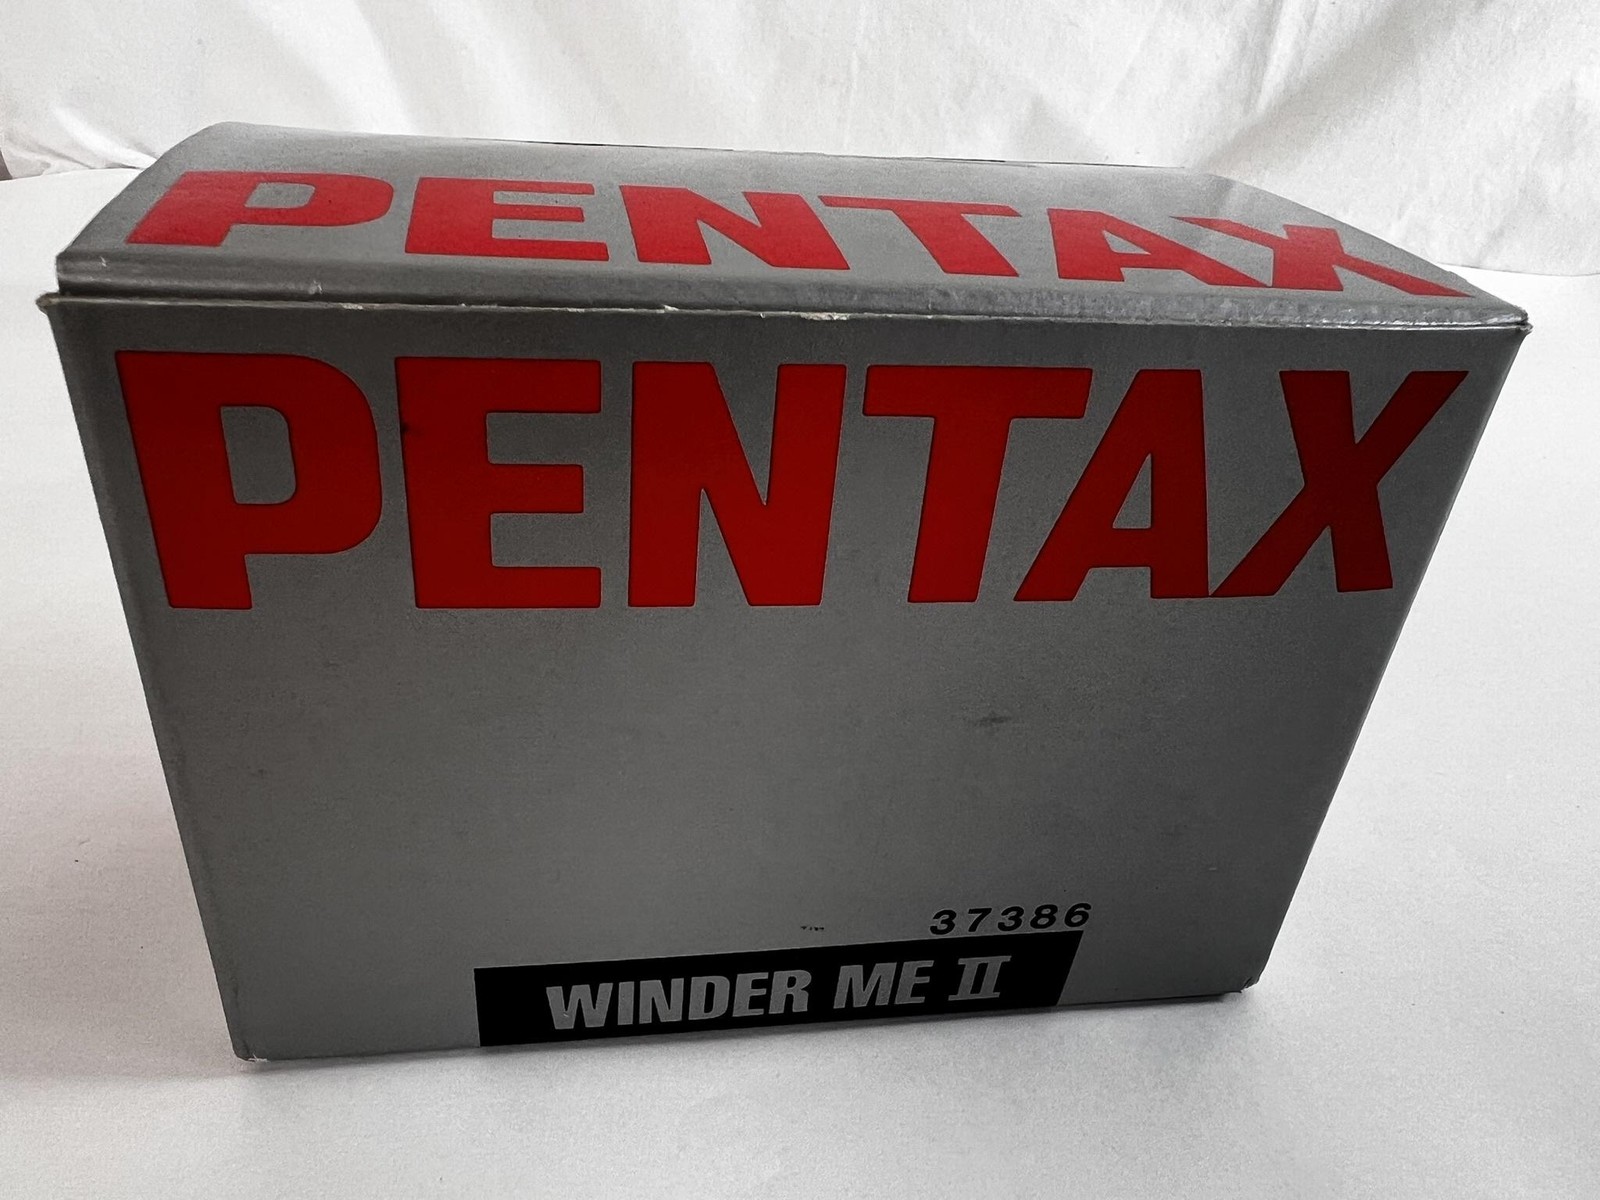 PENTAX
PENTAX
37386
WINDER ME II